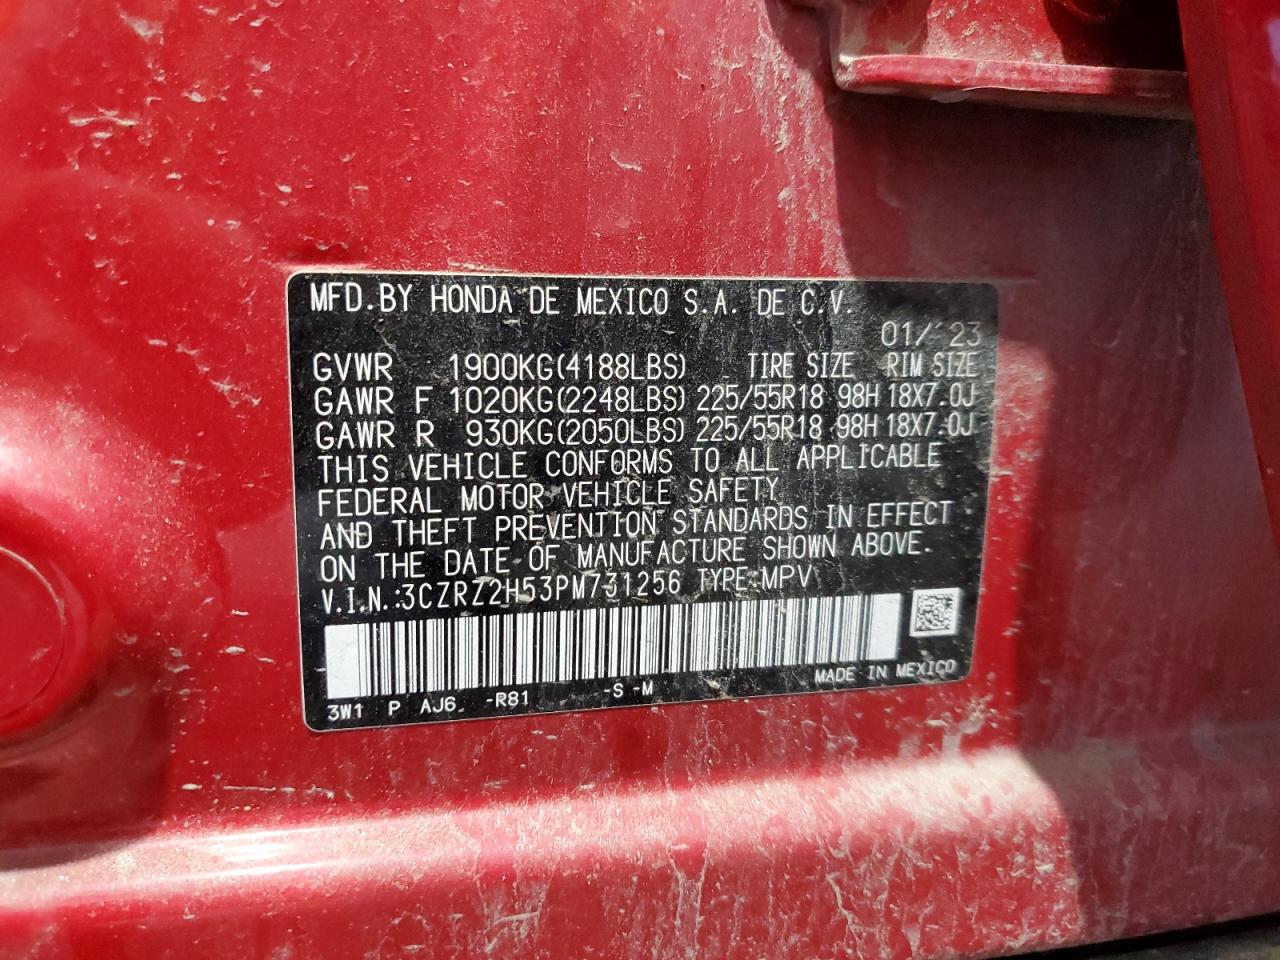 MFD.BY HONDA DE MEXICO S.A. DE C.V.
01/'23
GVWR 1900KG(4188LBS) TIRE SIZE RIM SIZE
GAWR F 1020KG(2248LBS) 225/55R18 98H 18X7.0J
GAWR R 930KG(2050LBS) 225/55R18 98H 18X7.0J
THIS VEHICLE CONFORMS TO ALL APPLICABLE
FEDERAL MOTOR VEHICLE SAFETY
AND THEFT PREVENTION STANDARDS IN EFFECT
ON THE DATE OF MANUFACTURE SHOWN ABOVE.
V.I.N.:3CZRZ2H53PM731256 TYPE:MPV
MADE IN MEXICO
3W1 P AJ6 -R81 -S -M